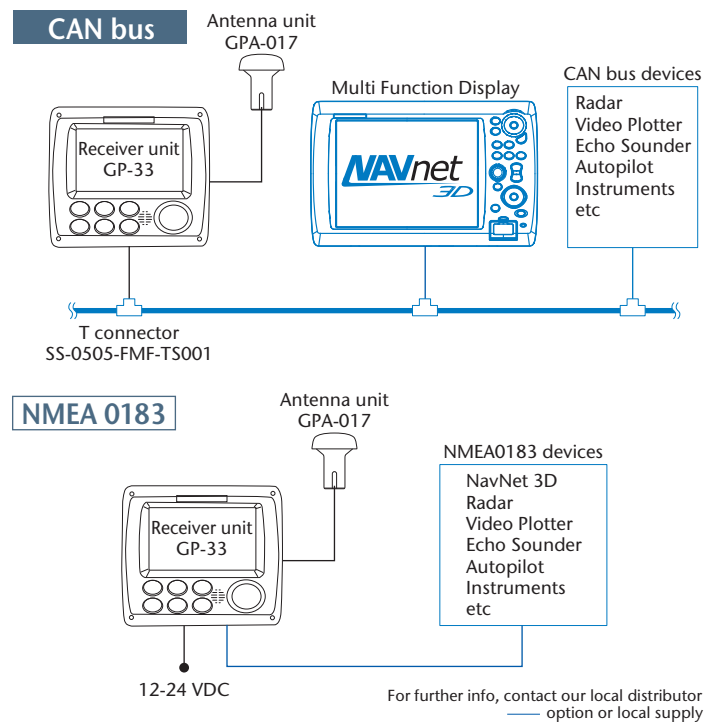 CAN bus
Antenna unit
GPA-017
Receiver unit
GP-33
Multi Function Display
NAVnet
3D
CAN bus devices
Radar
Video Plotter
Echo Sounder
Autopilot
Instruments
etc
T connector
SS-0505-FMF-TS001
NMEA 0183
Antenna unit
GPA-017
Receiver unit
GP-33
12-24 VDC
NMEA0183 devices
NavNet 3D
Radar
Video Plotter
Echo Sounder
Autopilot
Instruments
etc
For further info, contact our local distributor
option or local supply